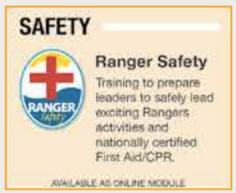 SAFETY
Ranger Safety
Training to prepare
leaders to safely lead
exciting Rangers
activities and
nationally certified
First Aid/CPR.
RANGER
Safety
AVAILABLE AS ONLINE MODULE